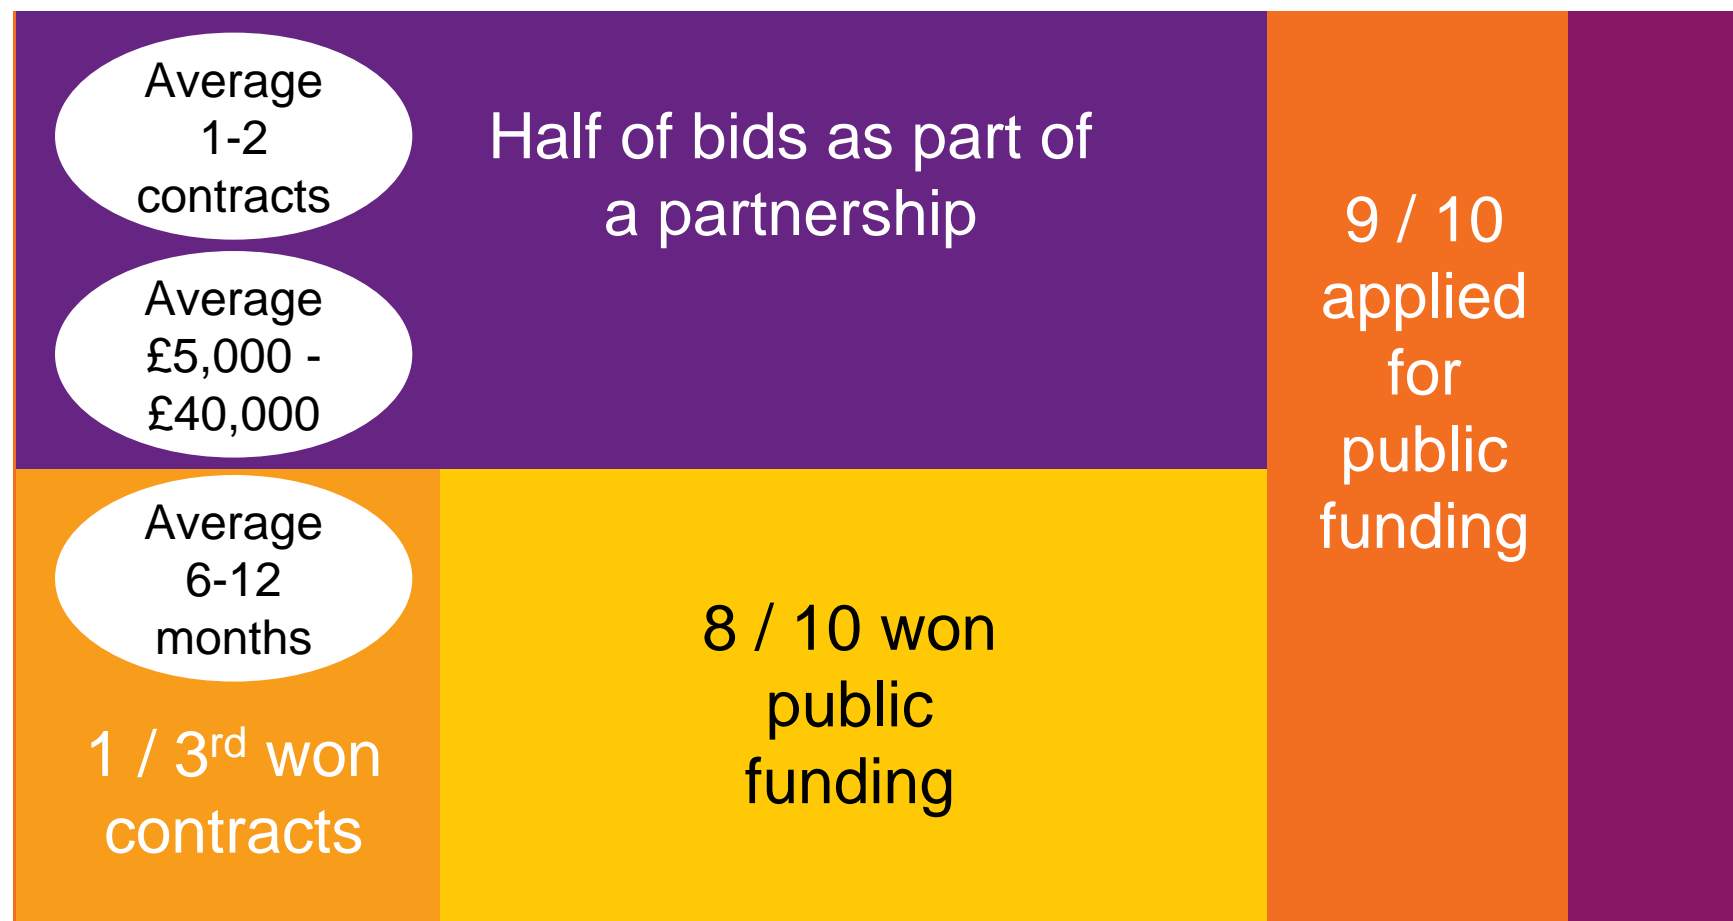 Average
1-2
contracts
Half of bids as part of
a partnership
Average
£5,000 -
£40,000
9 / 10
applied
for
public
funding
Average
6-12
months
1 / 3rd won
contracts
8 / 10 won
public
funding